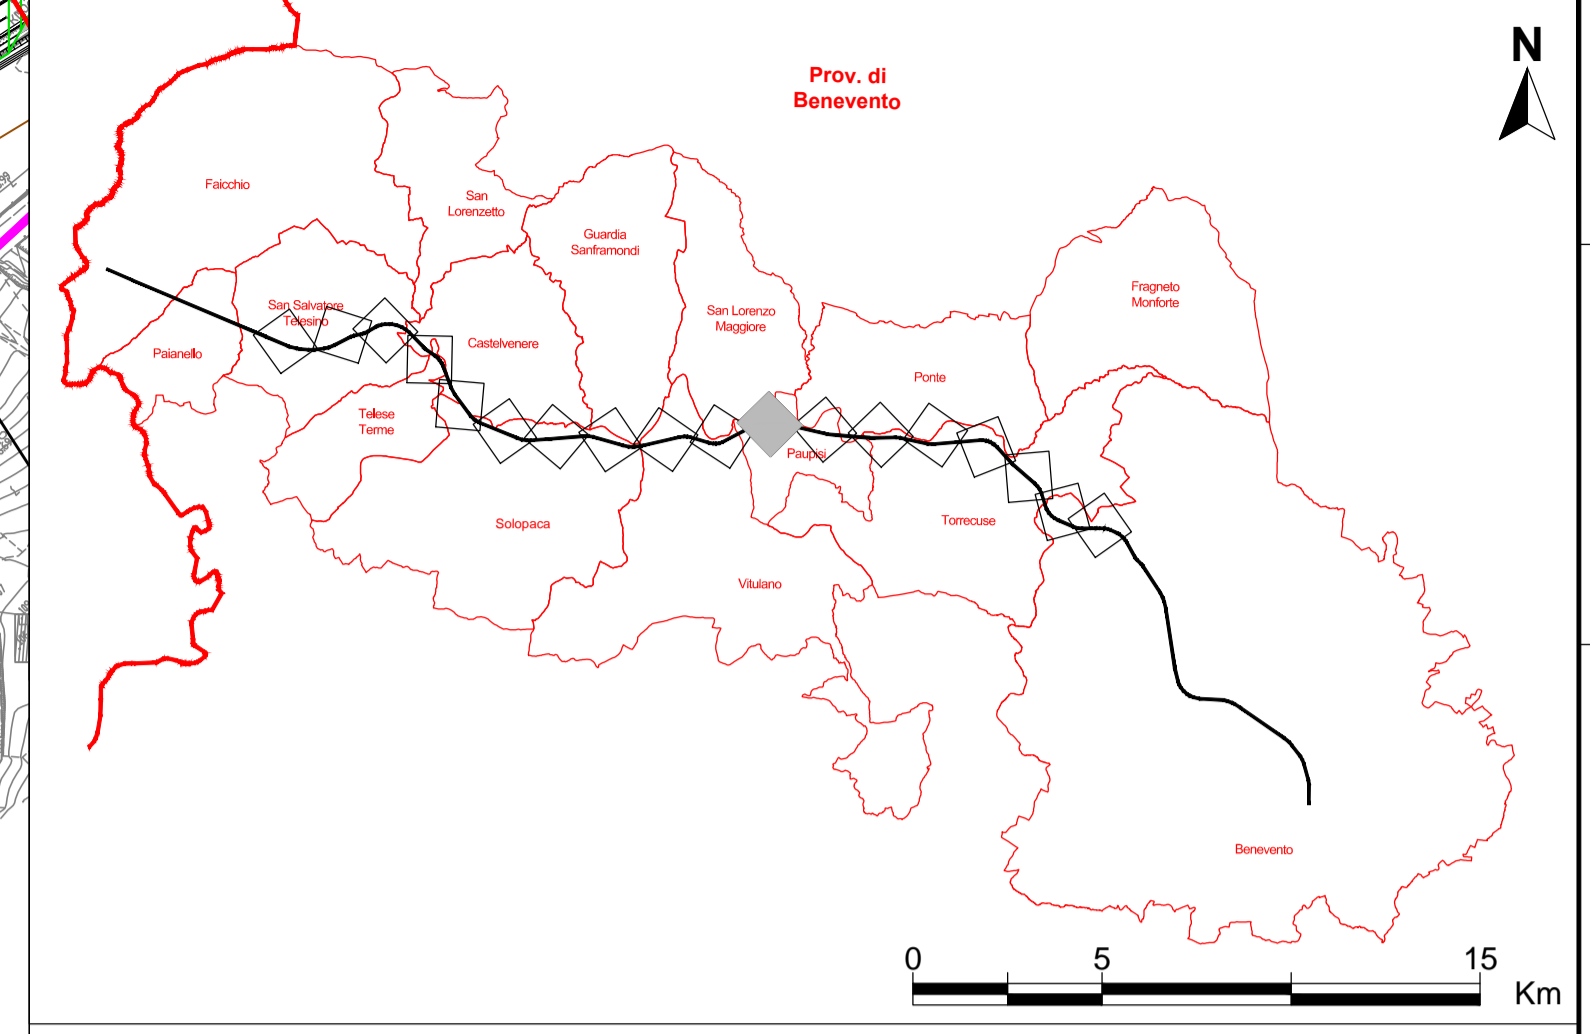 N
Prov. di
Benevento
Faicchio
San
Lorenzetto
Guardia
Sanframondi
Fragneto
Monforte
San Salvatore
Telesino
San Lorenzo
Maggiore
Paianello
Castelvenere
Ponte
Telese
Terme
Paupisi
Solopaca
Torrecuse
Vitulano
Benevento
0 5 15
Km